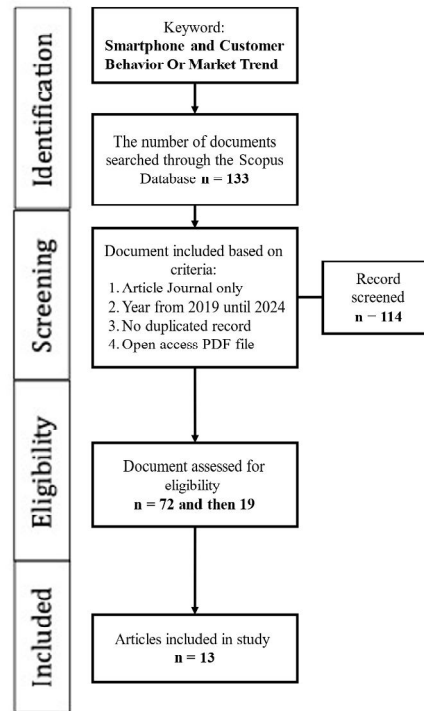 Identification
Keyword:
Smartphone and Customer
Behavior Or Market Trend
The number of documents
searched through the Scopus
Database n = 133
Screening
Document included based on
criteria:
1. Article Journal only
2. Year from 2019 until 2024
3. No duplicated record
4. Open access PDF file
Record
screened
n − 114
Eligibility
Document assessed for
eligibility
n = 72 and then 19
Included
Articles included in study
n = 13